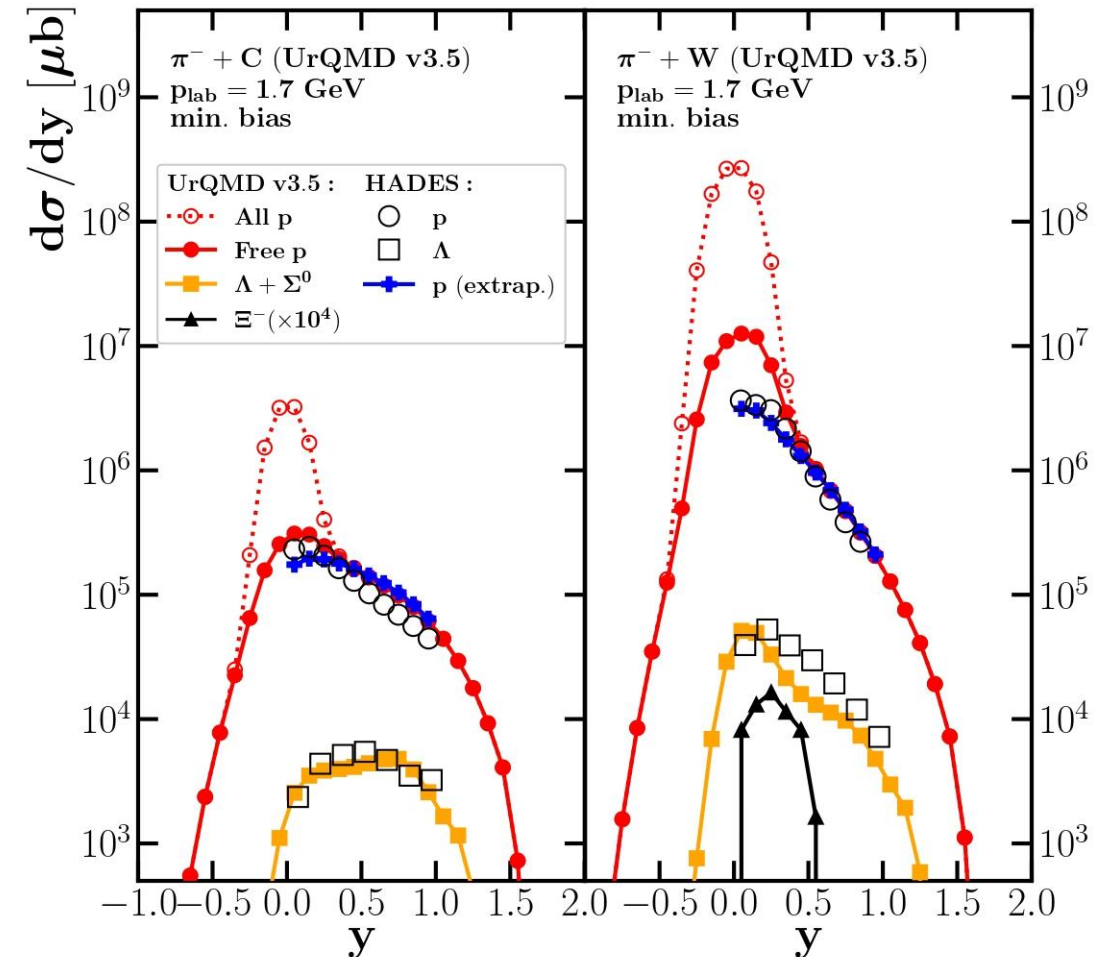 dσ/dy [μb]
π⁻ + C (UrQMD v3.5)
p_lab = 1.7 GeV
min. bias
π⁻ + W (UrQMD v3.5)
p_lab = 1.7 GeV
min. bias
UrQMD v3.5 : HADES :
All p p
Free p Λ
Λ + Σ⁰ p (extrap.)
Ξ⁻(×10⁴)
10⁹ 10⁹
10⁸ 10⁸
10⁷ 10⁷
10⁶ 10⁶
10⁵ 10⁵
10⁴ 10⁴
10³ 10³
−1.0 −0.5 0.0 0.5 1.0 1.5 2.0 −0.5 0.0 0.5 1.0 1.5 2.0
y y